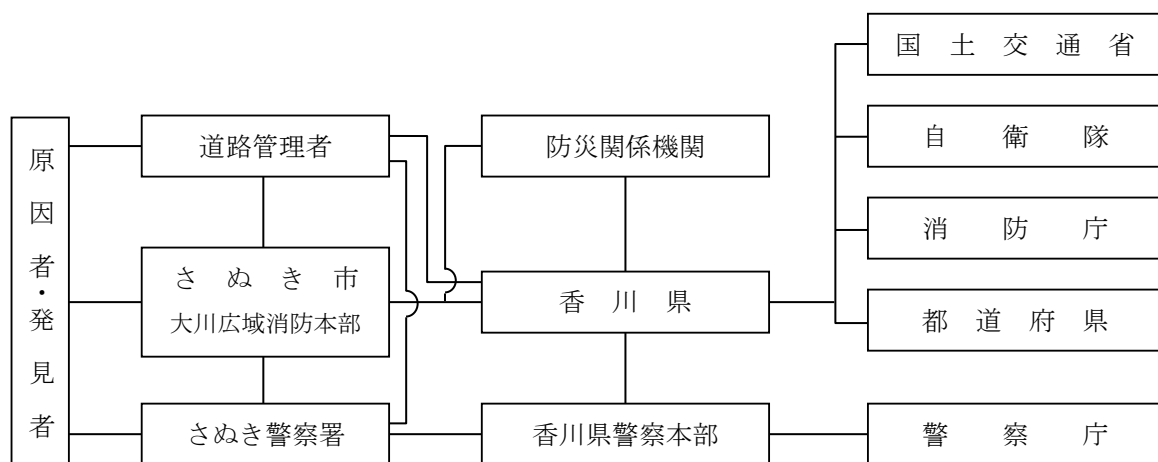 原因者・発見者
道路管理者
さぬき市
大川広域消防本部
さぬき警察署
防災関係機関
香川県
香川県警察本部
国土交通省
自衛隊
消防庁
都道府県
警察庁